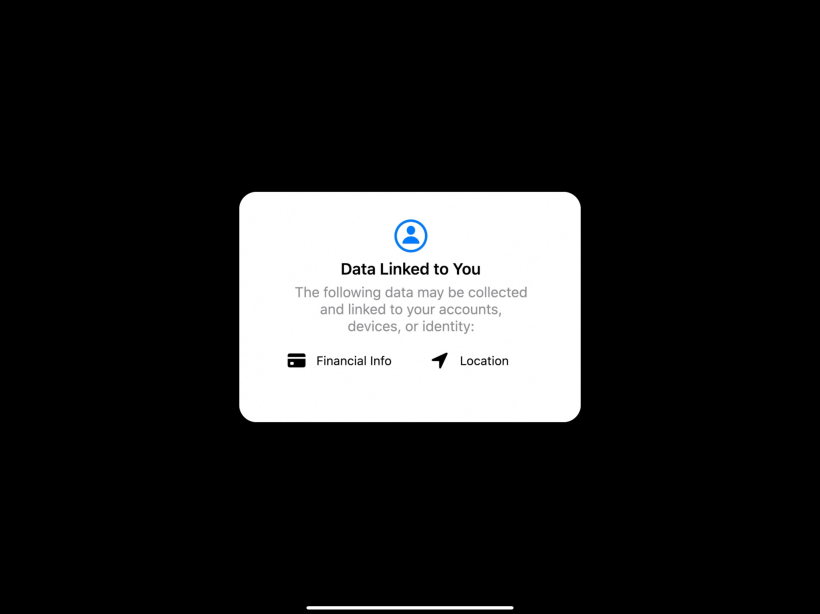 Data Linked to You
The following data may be collected
and linked to your accounts,
devices, or identity:
Financial Info
Location